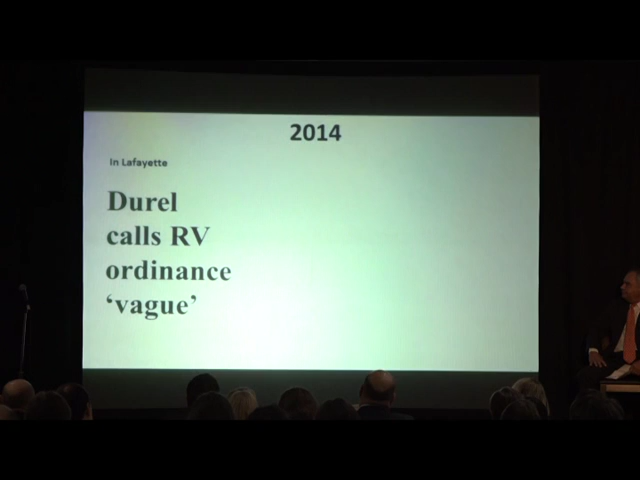 2014
In Lafayette
Durel
calls RV
ordinance
‘vague’